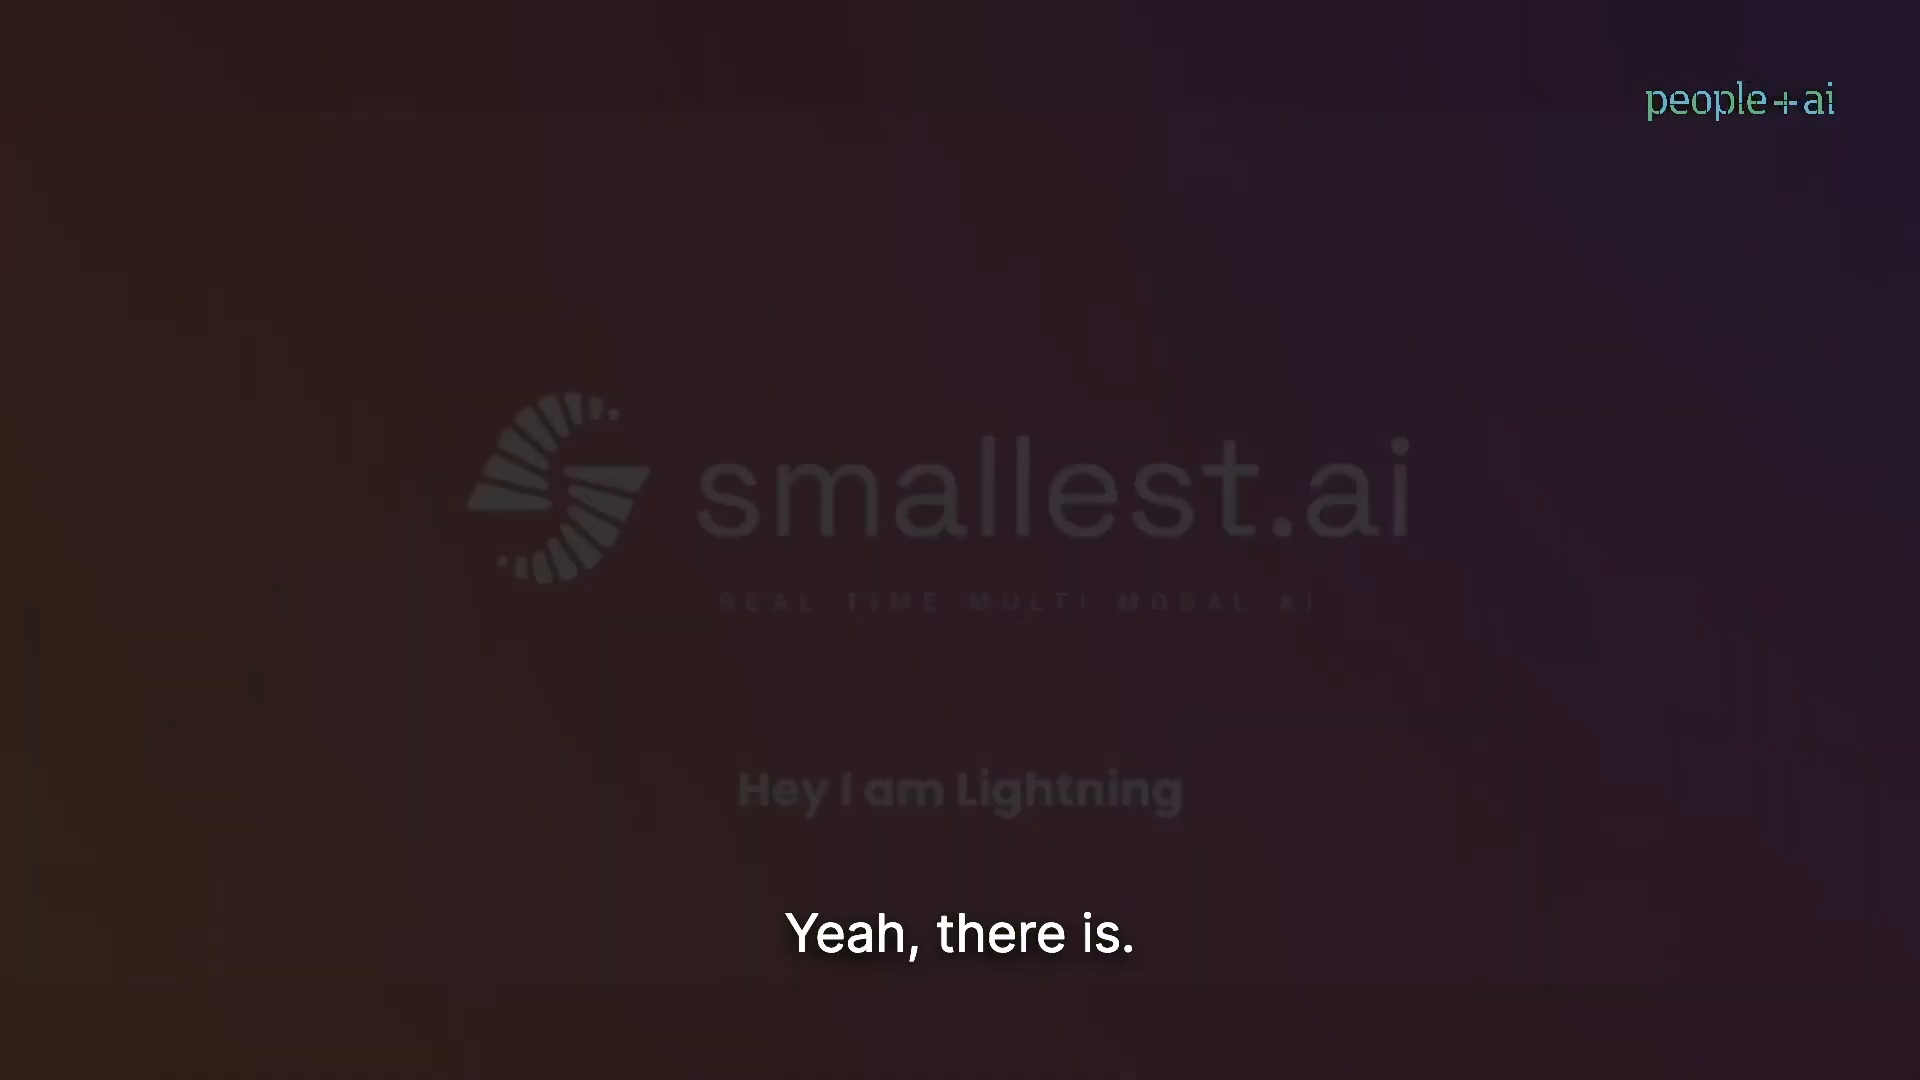 people+ai
smallest.ai
REAL TIME MULTI MODAL AI
Hey I am Lightning
Yeah, there is.